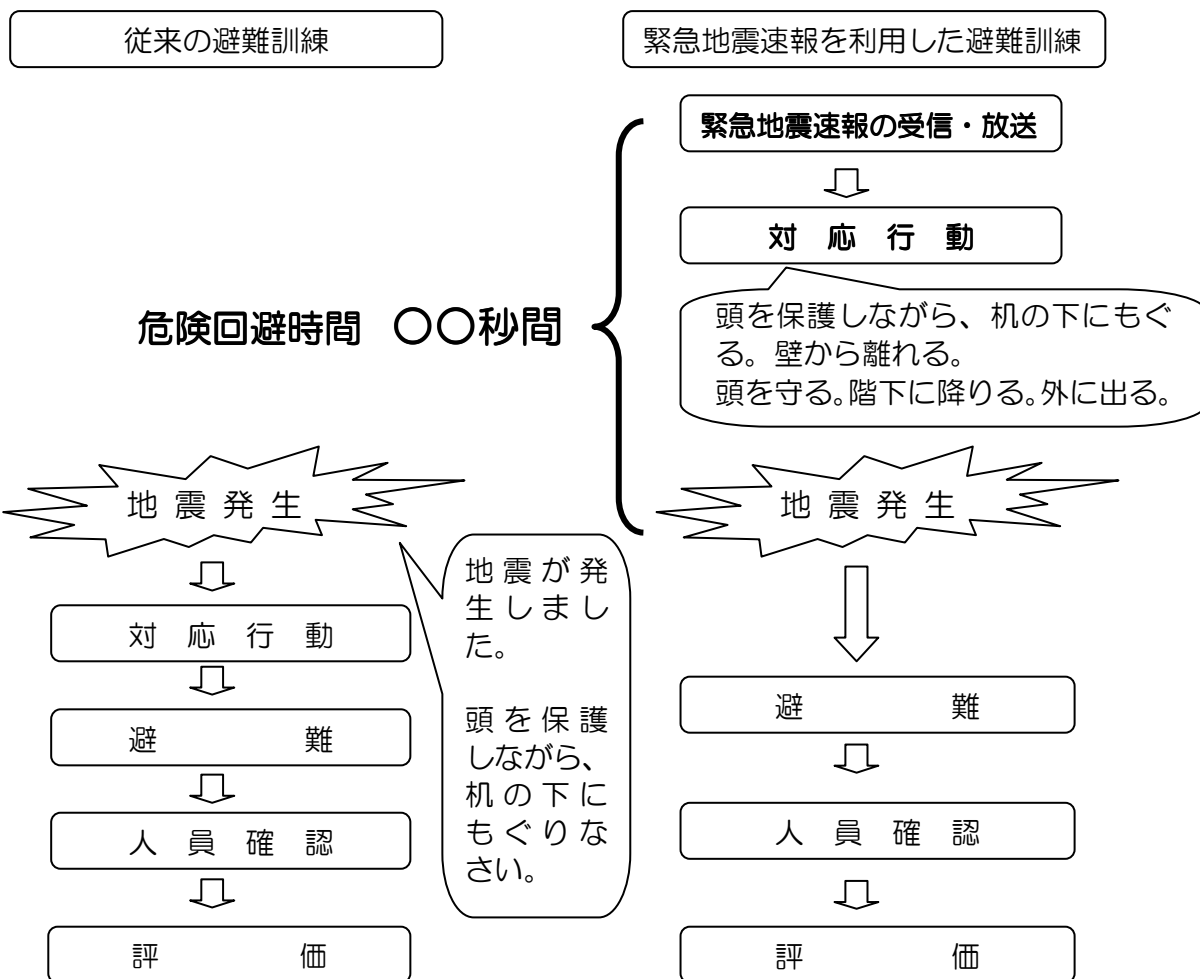 従来の避難訓練
緊急地震速報を利用した避難訓練
緊急地震速報の受信・放送
対応行動
頭を保護しながら、机の下にもぐ
る。壁から離れる。
頭を守る。階下に降りる。外に出る。
危険回避時間 〇〇秒間
地震発生
地震発生
地震が発
生しまし
た。
頭を保護
しながら、
机の下に
もぐりな
さい。
対応行動
避難
人員確認
評価
避難
人員確認
評価